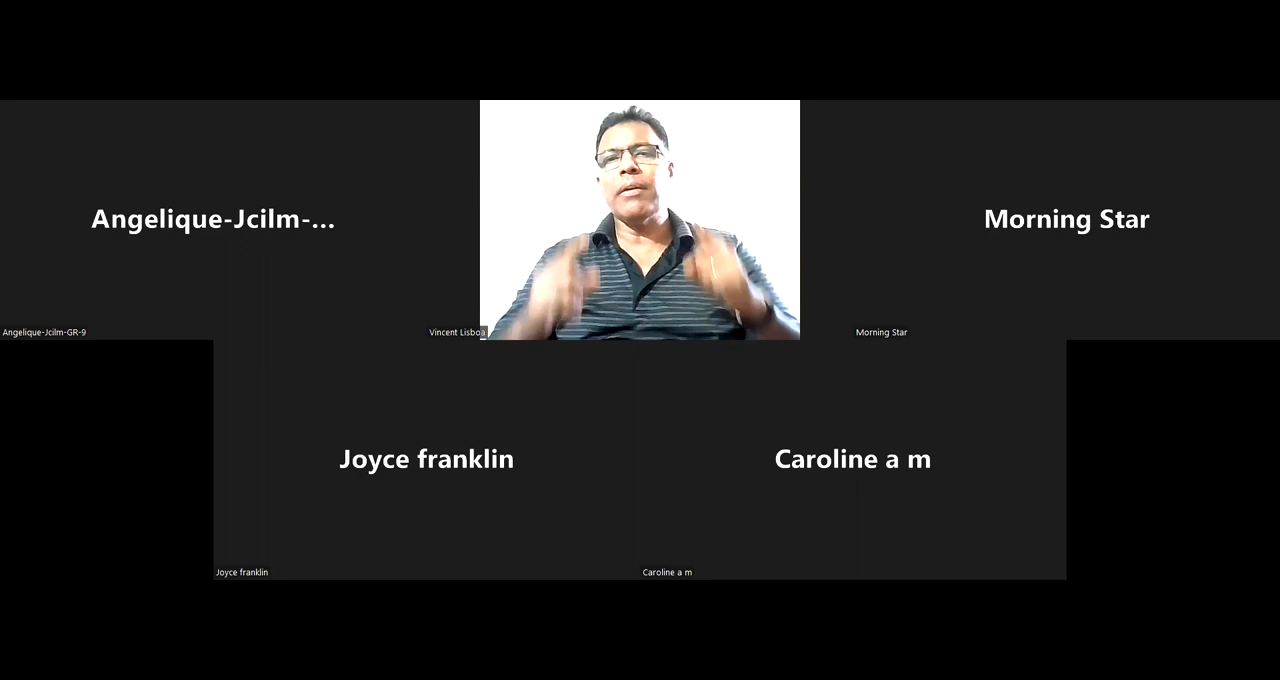 Angelique-Jcilm-...
Morning Star
Angelique-Jcilm-GR-9
Vincent Lisboa
Morning Star
Joyce franklin
Caroline a m
Joyce franklin
Caroline a m